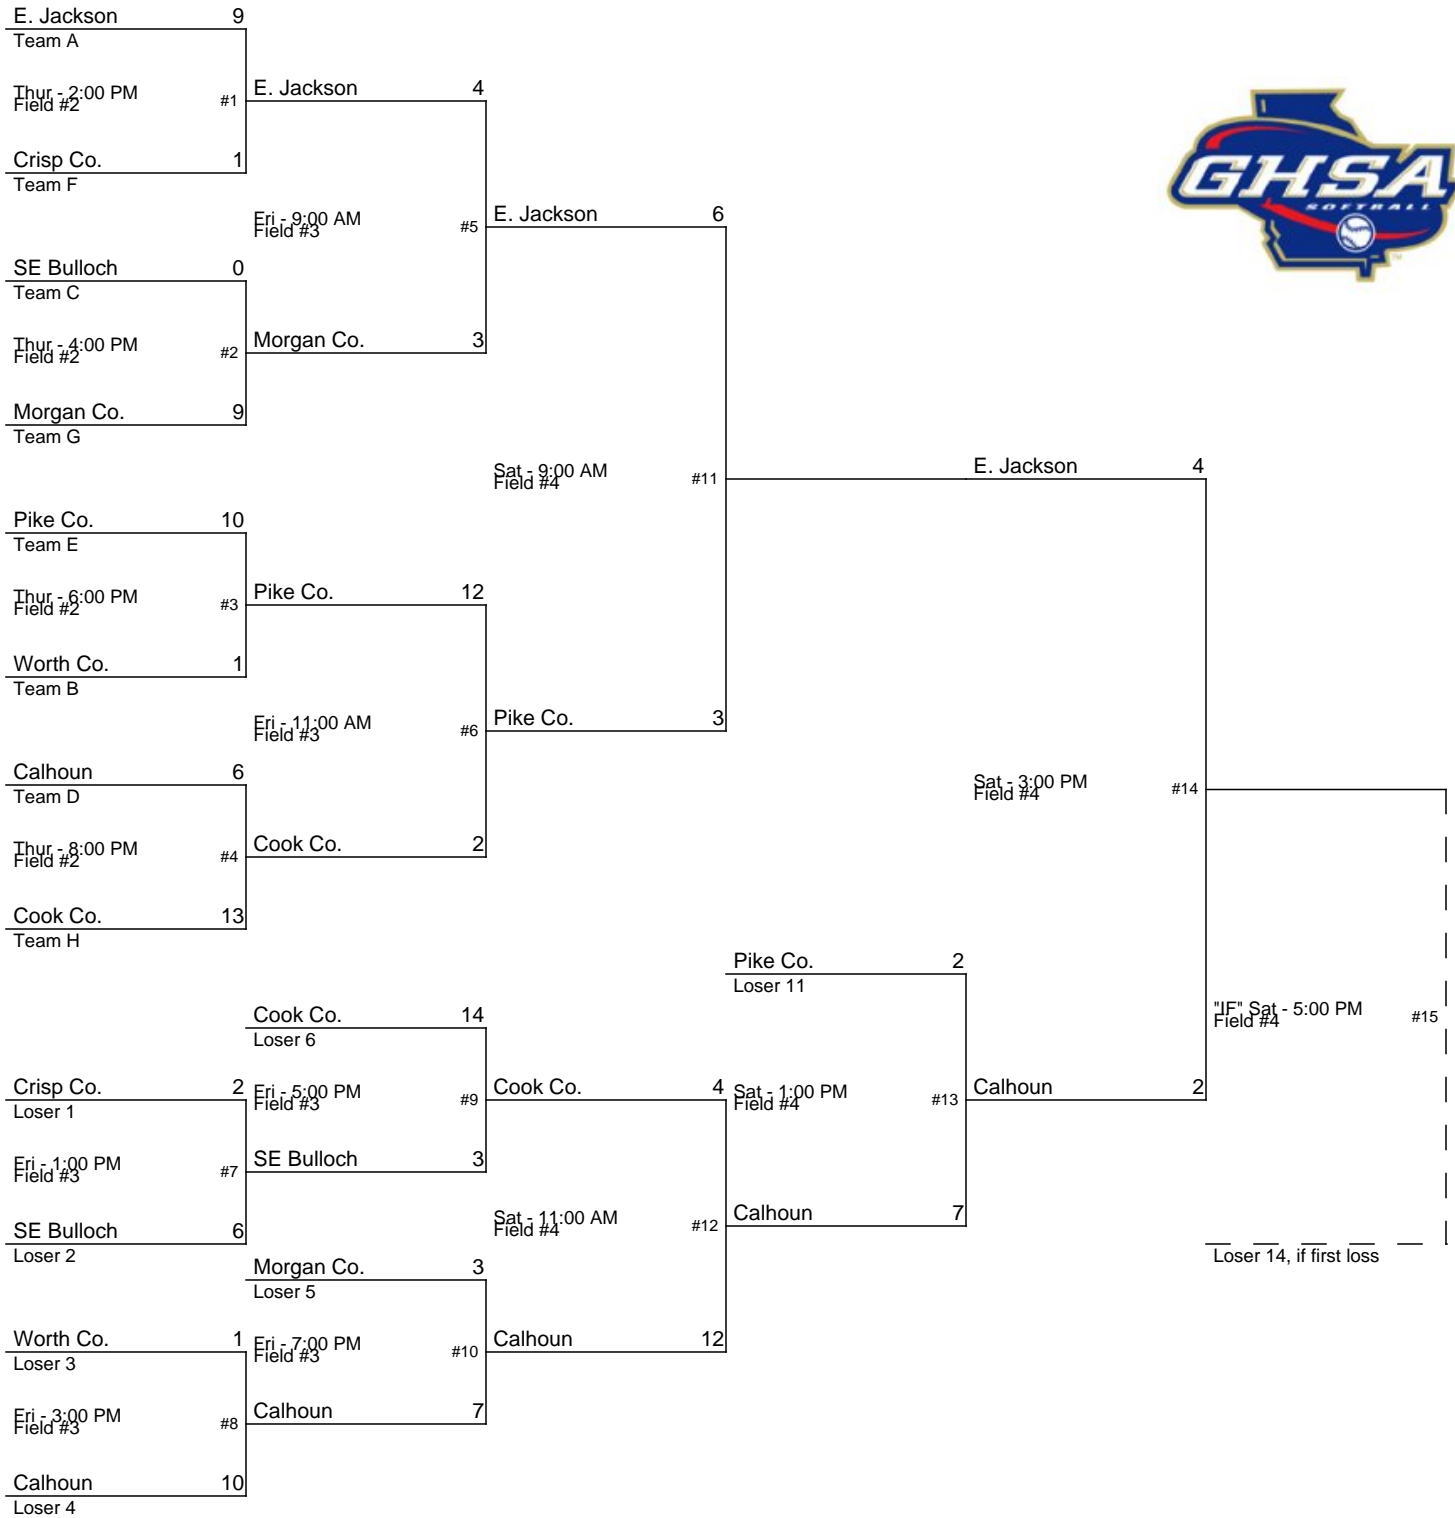 E. Jackson 9
Team A
Thur - 2:00 PM
Field #2
#1
E. Jackson 4
Crisp Co. 1
Team F
Fri - 9:00 AM
Field #3
#5
E. Jackson 6
SE Bulloch 0
Team C
Thur - 4:00 PM
Field #2
#2
Morgan Co. 3
Morgan Co. 9
Team G
Sat - 9:00 AM
Field #4
#11
E. Jackson 4
Pike Co. 10
Team E
Thur - 6:00 PM
Field #2
#3
Pike Co. 12
Worth Co. 1
Team B
Fri - 11:00 AM
Field #3
#6
Pike Co. 3
Calhoun 6
Team D
Thur - 8:00 PM
Field #2
#4
Cook Co. 2
Cook Co. 13
Team H
Sat - 3:00 PM
Field #4
#14
Pike Co. 2
Loser 11
Cook Co. 14
Loser 6
Crisp Co. 2
Loser 1
Fri - 5:00 PM
Field #3
#9
Cook Co. 4
Sat - 1:00 PM
Field #4
#13
Calhoun 2
"IF" Sat - 5:00 PM
Field #4
#15
Fri - 1:00 PM
Field #3
#7
SE Bulloch 3
SE Bulloch 6
Loser 2
Sat - 11:00 AM
Field #4
#12
Calhoun 7
Loser 14, if first loss
Morgan Co. 3
Loser 5
Worth Co. 1
Loser 3
Fri - 7:00 PM
Field #3
#10
Calhoun 12
Fri - 3:00 PM
Field #3
#8
Calhoun 7
Calhoun 10
Loser 4
GHSA
SOFTBALL
TM